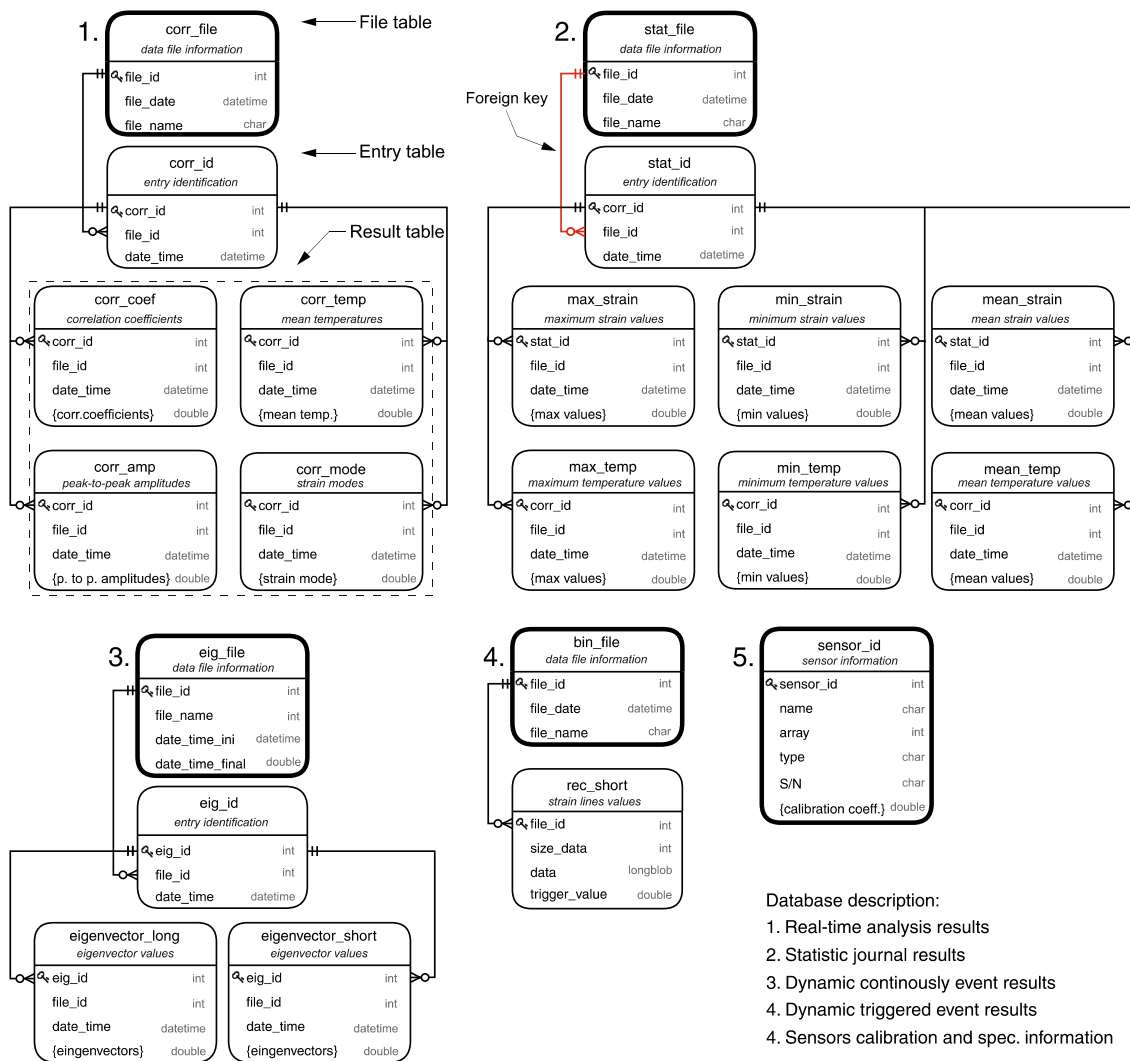 1.
corr_file
data file information
file_id int
file_date datetime
file_name char
File table
corr_id
entry identification
corr_id int
file_id int
date_time datetime
Entry table
Result table
corr_coef
correlation coefficients
corr_id int
file_id int
date_time datetime
{corr.coefficients} double
corr_temp
mean temperatures
corr_id int
file_id int
date_time datetime
{mean temp.} double
corr_amp
peak-to-peak amplitudes
corr_id int
file_id int
date_time datetime
{p. to p. amplitudes} double
corr_mode
strain modes
corr_id int
file_id int
date_time datetime
{strain mode} double
2.
stat_file
data file information
file_id int
file_date datetime
file_name char
Foreign key
stat_id
entry identification
corr_id int
file_id int
date_time datetime
max_strain
maximum strain values
stat_id int
file_id int
date_time datetime
{max values} double
min_strain
minimum strain values
stat_id int
file_id int
date_time datetime
{min values} double
mean_strain
mean strain values
stat_id int
file_id int
date_time datetime
{mean values} double
max_temp
maximum temperature values
corr_id int
file_id int
date_time datetime
{max values} double
min_temp
minimum temperature values
corr_id int
file_id int
date_time datetime
{min values} double
mean_temp
mean temperature values
corr_id int
file_id int
date_time datetime
{mean values} double
3.
eig_file
data file information
file_id int
file_name int
date_time_ini datetime
date_time_final double
eig_id
entry identification
eig_id int
file_id int
date_time datetime
eigenvector_long
eigenvector values
eig_id int
file_id int
date_time datetime
{eingenvectors} double
eigenvector_short
eigenvector values
eig_id int
file_id int
date_time datetime
{eingenvectors} double
4.
bin_file
data file information
file_id int
file_date datetime
file_name char
rec_short
strain lines values
file_id int
size_data int
data longblob
trigger_value double
5.
sensor_id
sensor information
sensor_id int
name char
array int
type char
S/N char
{calibration coeff.} double
Database description:
1. Real-time analysis results
2. Statistic journal results
3. Dynamic continously event results
4. Dynamic triggered event results
4. Sensors calibration and spec. information